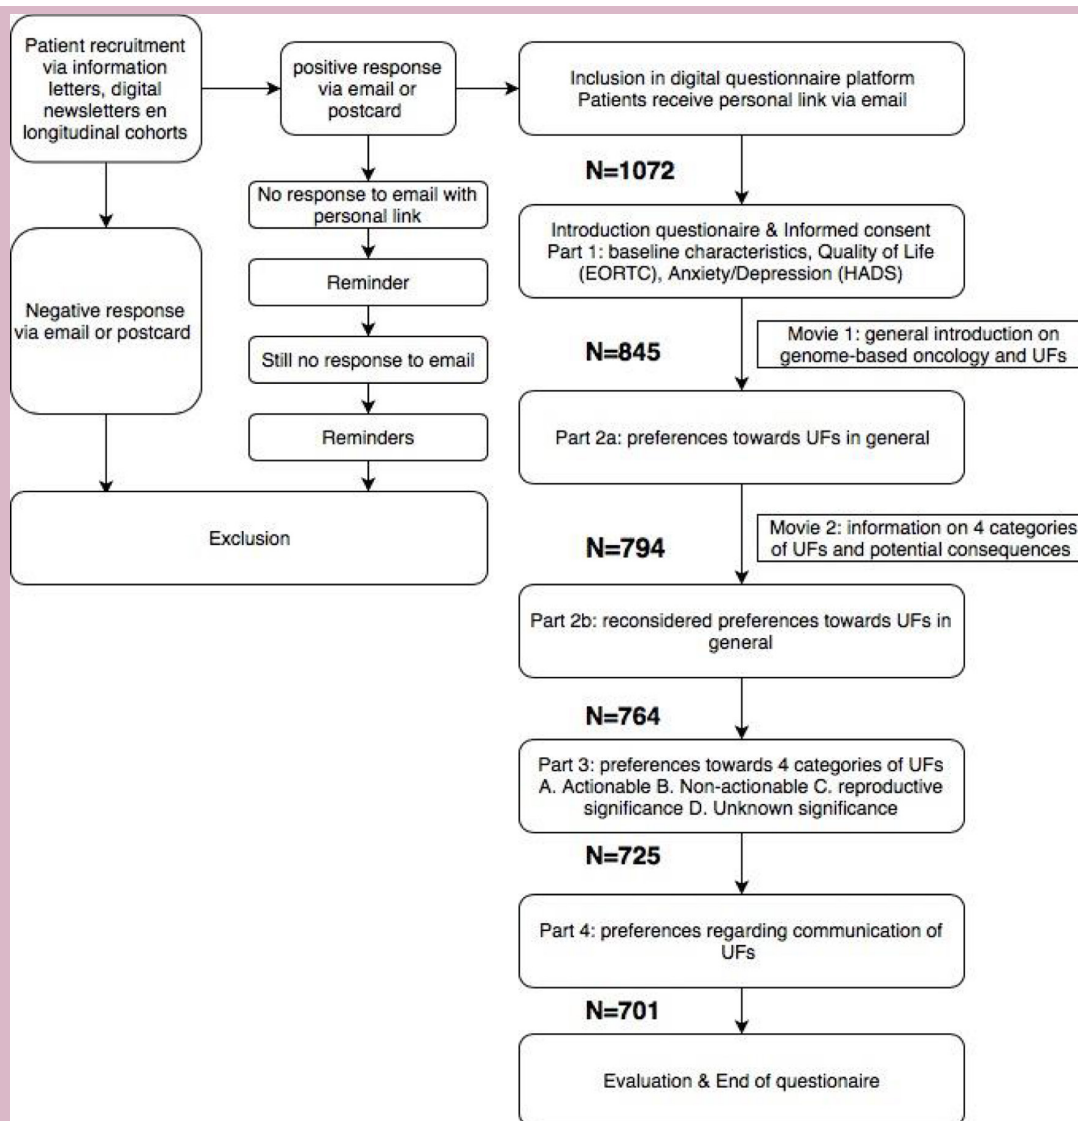 Patient recruitment
via information
letters, digital
newsletters en
longitudinal cohorts
positive response
via email or
postcard
Inclusion in digital questionnaire platform
Patients receive personal link via email
N=1072
No response to email with
personal link
Introduction questionaire & Informed consent
Part 1: baseline characteristics, Quality of Life
(EORTC), Anxiety/Depression (HADS)
Reminder
Negative response
via email or postcard
Still no response to email
N=845
Movie 1: general introduction on
genome-based oncology and UFs
Reminders
Part 2a: preferences towards UFs in general
Exclusion
N=794
Movie 2: information on 4 categories
of UFs and potential consequences
Part 2b: reconsidered preferences towards UFs in
general
N=764
Part 3: preferences towards 4 categories of UFs
A. Actionable B. Non-actionable C. reproductive
significance D. Unknown significance
N=725
Part 4: preferences regarding communication of
UFs
N=701
Evaluation & End of questionaire